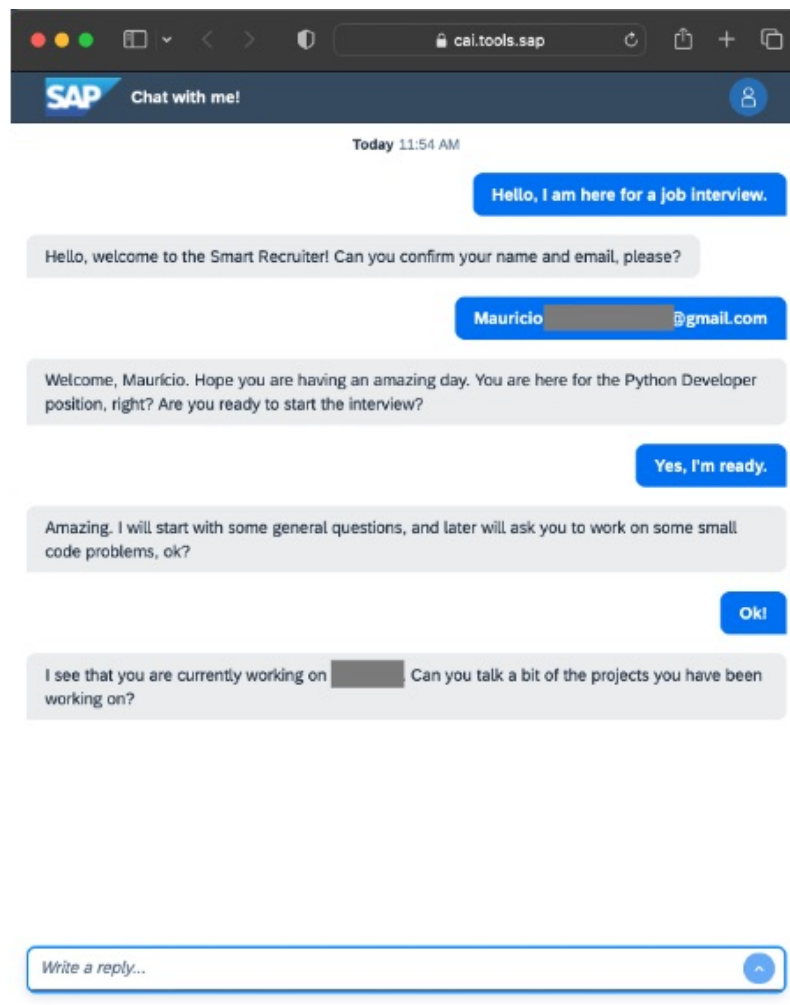 cai.tools.sap
SAP Chat with me!
Today 11:54 AM
Hello, I am here for a job interview.
Hello, welcome to the Smart Recruiter! Can you confirm your name and email, please?
Mauricio @gmail.com
Welcome, Maurício. Hope you are having an amazing day. You are here for the Python Developer
position, right? Are you ready to start the interview?
Yes, I'm ready.
Amazing. I will start with some general questions, and later will ask you to work on some small
code problems, ok?
Ok!
I see that you are currently working on . Can you talk a bit of the projects you have been
working on?
Write a reply...